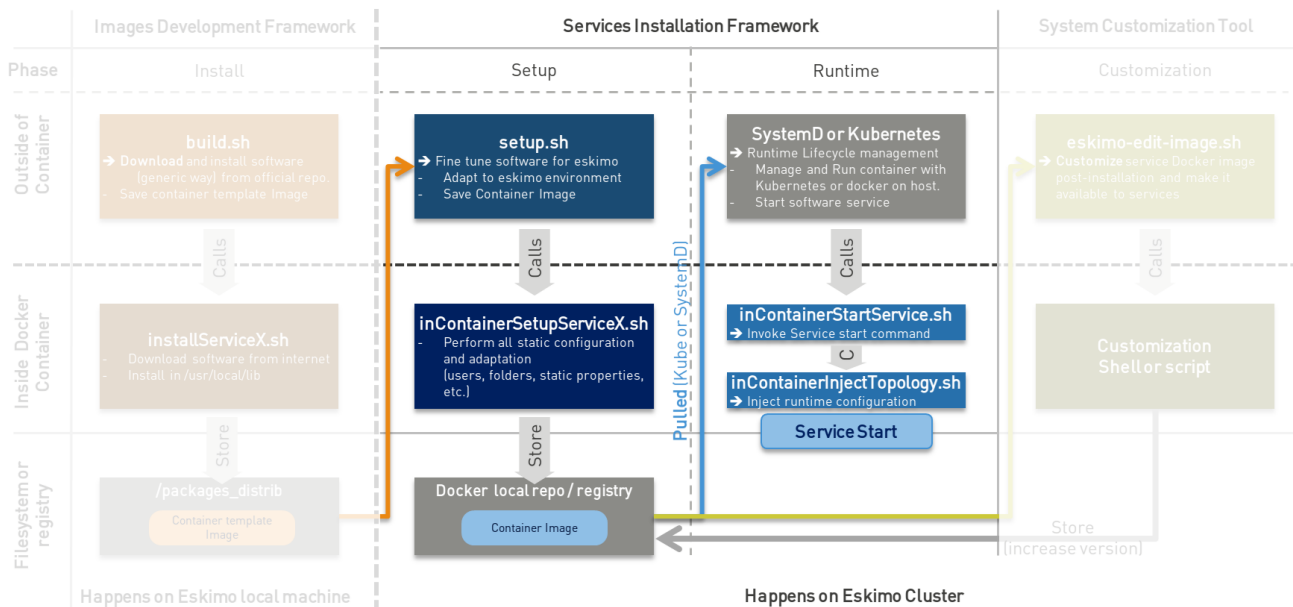 Images Development Framework
Services Installation Framework
System Customization Tool
Phase
Install
Setup
Runtime
Customization
Outside of
Container
build.sh
➔ Download and install software
(generic way) from official repo.
- Save container template Image
setup.sh
➔ Fine tune software for eskimo
- Adapt to eskimo environment
- Save Container Image
SystemD or Kubernetes
➔ Runtime Lifecycle management
- Manage and Run container with
Kubernetes or docker on host.
- Start software service
eskimo-edit-image.sh
➔ Customize service Docker image
post-installation and make it
available to services
Calls
Calls
Calls
Calls
Inside Docker
Container
installServiceX.sh
- Download software from internet
- Install in /usr/local/lib
inContainerSetupServiceX.sh
- Perform all static configuration
and adaptation
(users, folders, static properties,
etc.)
Pulled (Kube or SystemD)
inContainerStartService.sh
➔ Invoke Service start command
C
inContainerInjectTopology.sh
➔ Inject runtime configuration
Service Start
Customization
Shell or script
Store
Store
Filesystem or
registry
/packages_distrib
Container template
Image
Docker local repo / registry
Container Image
Store
(increase version)
Happens on Eskimo local machine
Happens on Eskimo Cluster